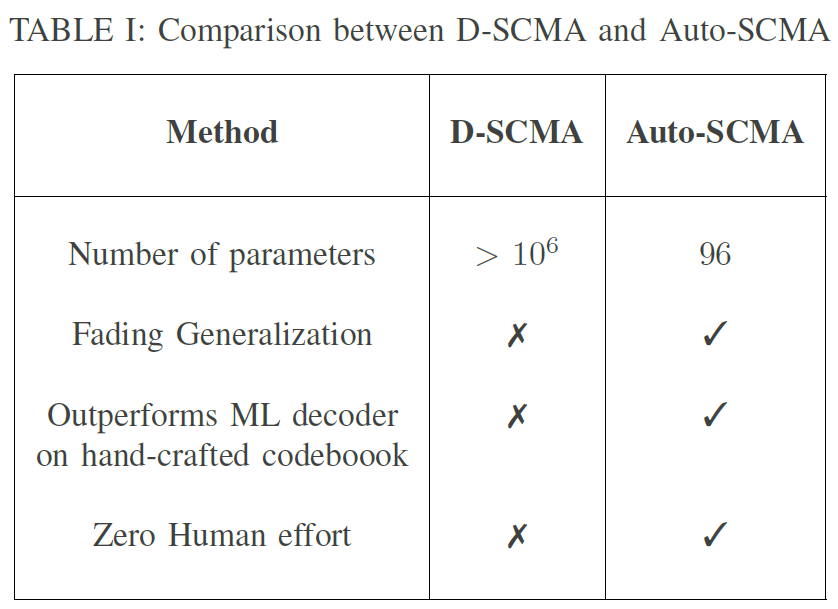 TABLE I: Comparison between D-SCMA and Auto-SCMA
Method D-SCMA Auto-SCMA
Number of parameters > 10^6 96
Fading Generalization ✗ ✓
Outperforms ML decoder ✗ ✓
on hand-crafted codeboook
Zero Human effort ✗ ✓